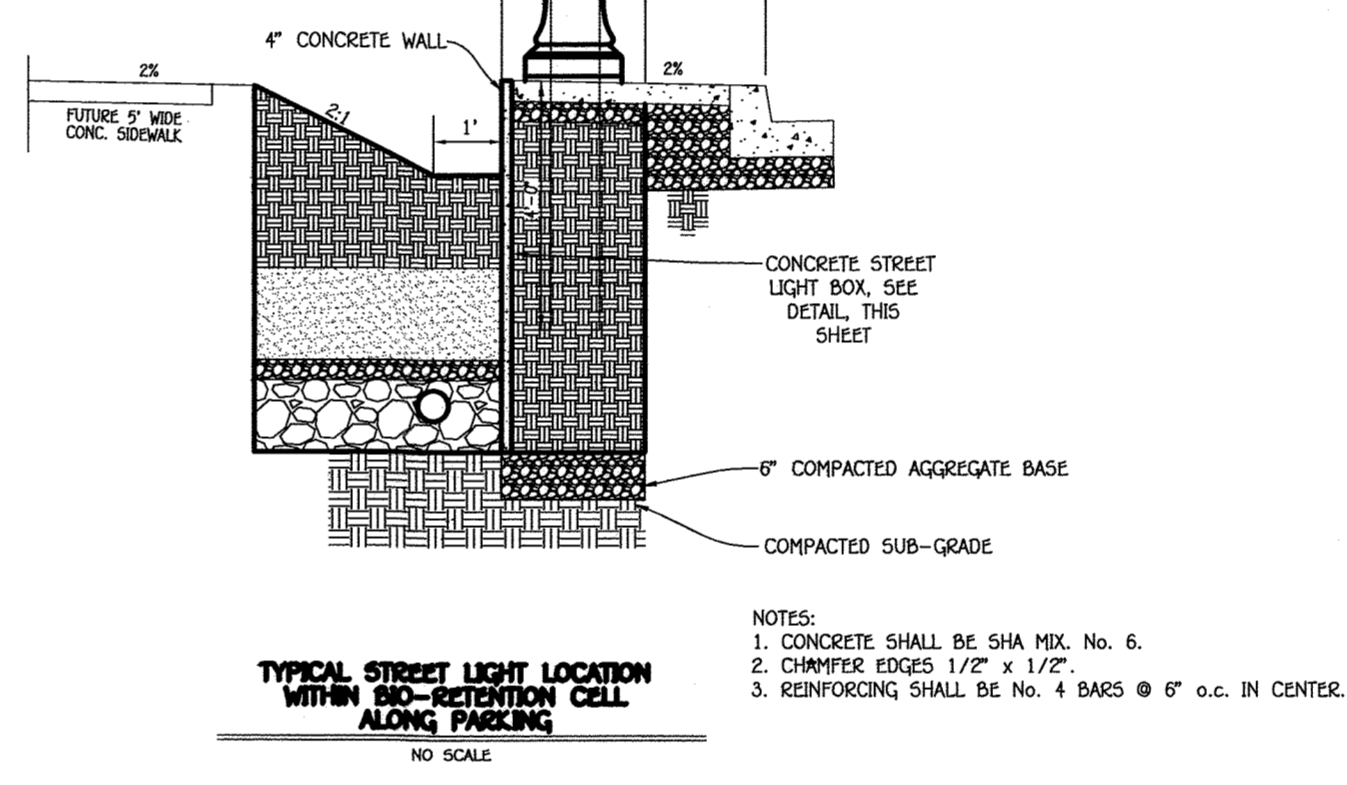 4" CONCRETE WALL
2%
2%
FUTURE 5' WIDE
CONC. SIDEWALK
2:1
1'
4'-0"
CONCRETE STREET
LIGHT BOX, SEE
DETAIL, THIS
SHEET
6" COMPACTED AGGREGATE BASE
COMPACTED SUB-GRADE
NOTES:
1. CONCRETE SHALL BE SHA MIX. No. 6.
2. CHAMFER EDGES 1/2" x 1/2".
3. REINFORCING SHALL BE No. 4 BARS @ 6" o.c. IN CENTER.
TYPICAL STREET LIGHT LOCATION
WITHIN BIO-RETENTION CELL
ALONG PARKING
NO SCALE